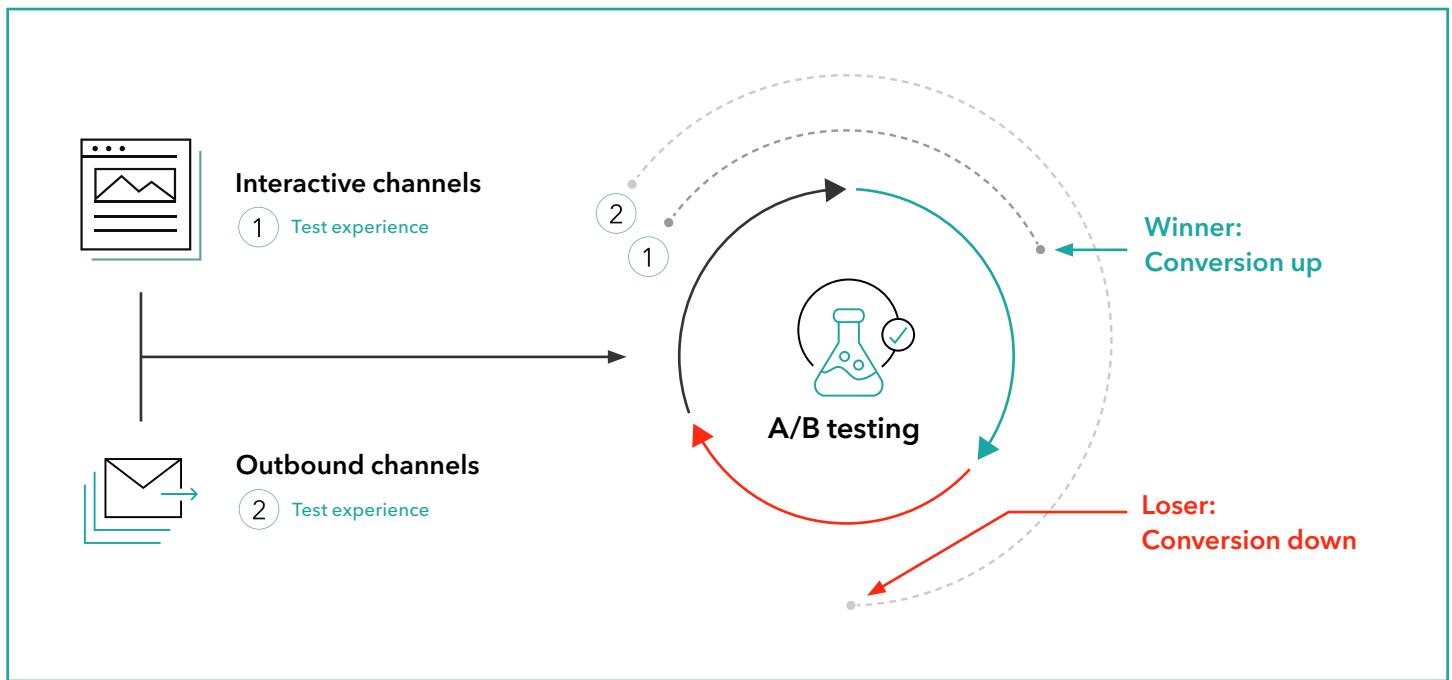 Interactive channels
1 Test experience
Outbound channels
2 Test experience
2
1
A/B testing
Winner:
Conversion up
Loser:
Conversion down